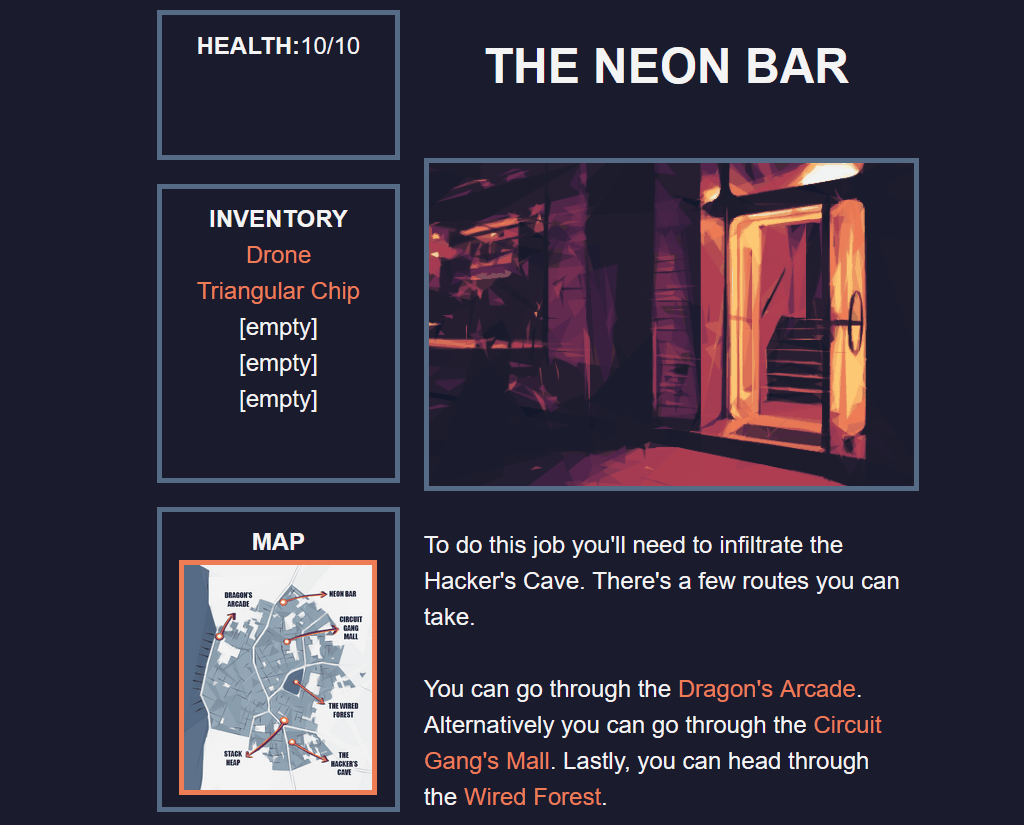 HEALTH:10/10
THE NEON BAR
INVENTORY
Drone
Triangular Chip
[empty]
[empty]
[empty]
MAP
DRAGON'S
ARCADE
NEON BAR
CIRCUIT
GANG
MALL
THE WIRED
FOREST
STACK
HEAP
THE
HACKER'S
CAVE
To do this job you'll need to infiltrate the
Hacker's Cave. There's a few routes you can
take.
You can go through the Dragon's Arcade.
Alternatively you can go through the Circuit
Gang's Mall. Lastly, you can head through
the Wired Forest.